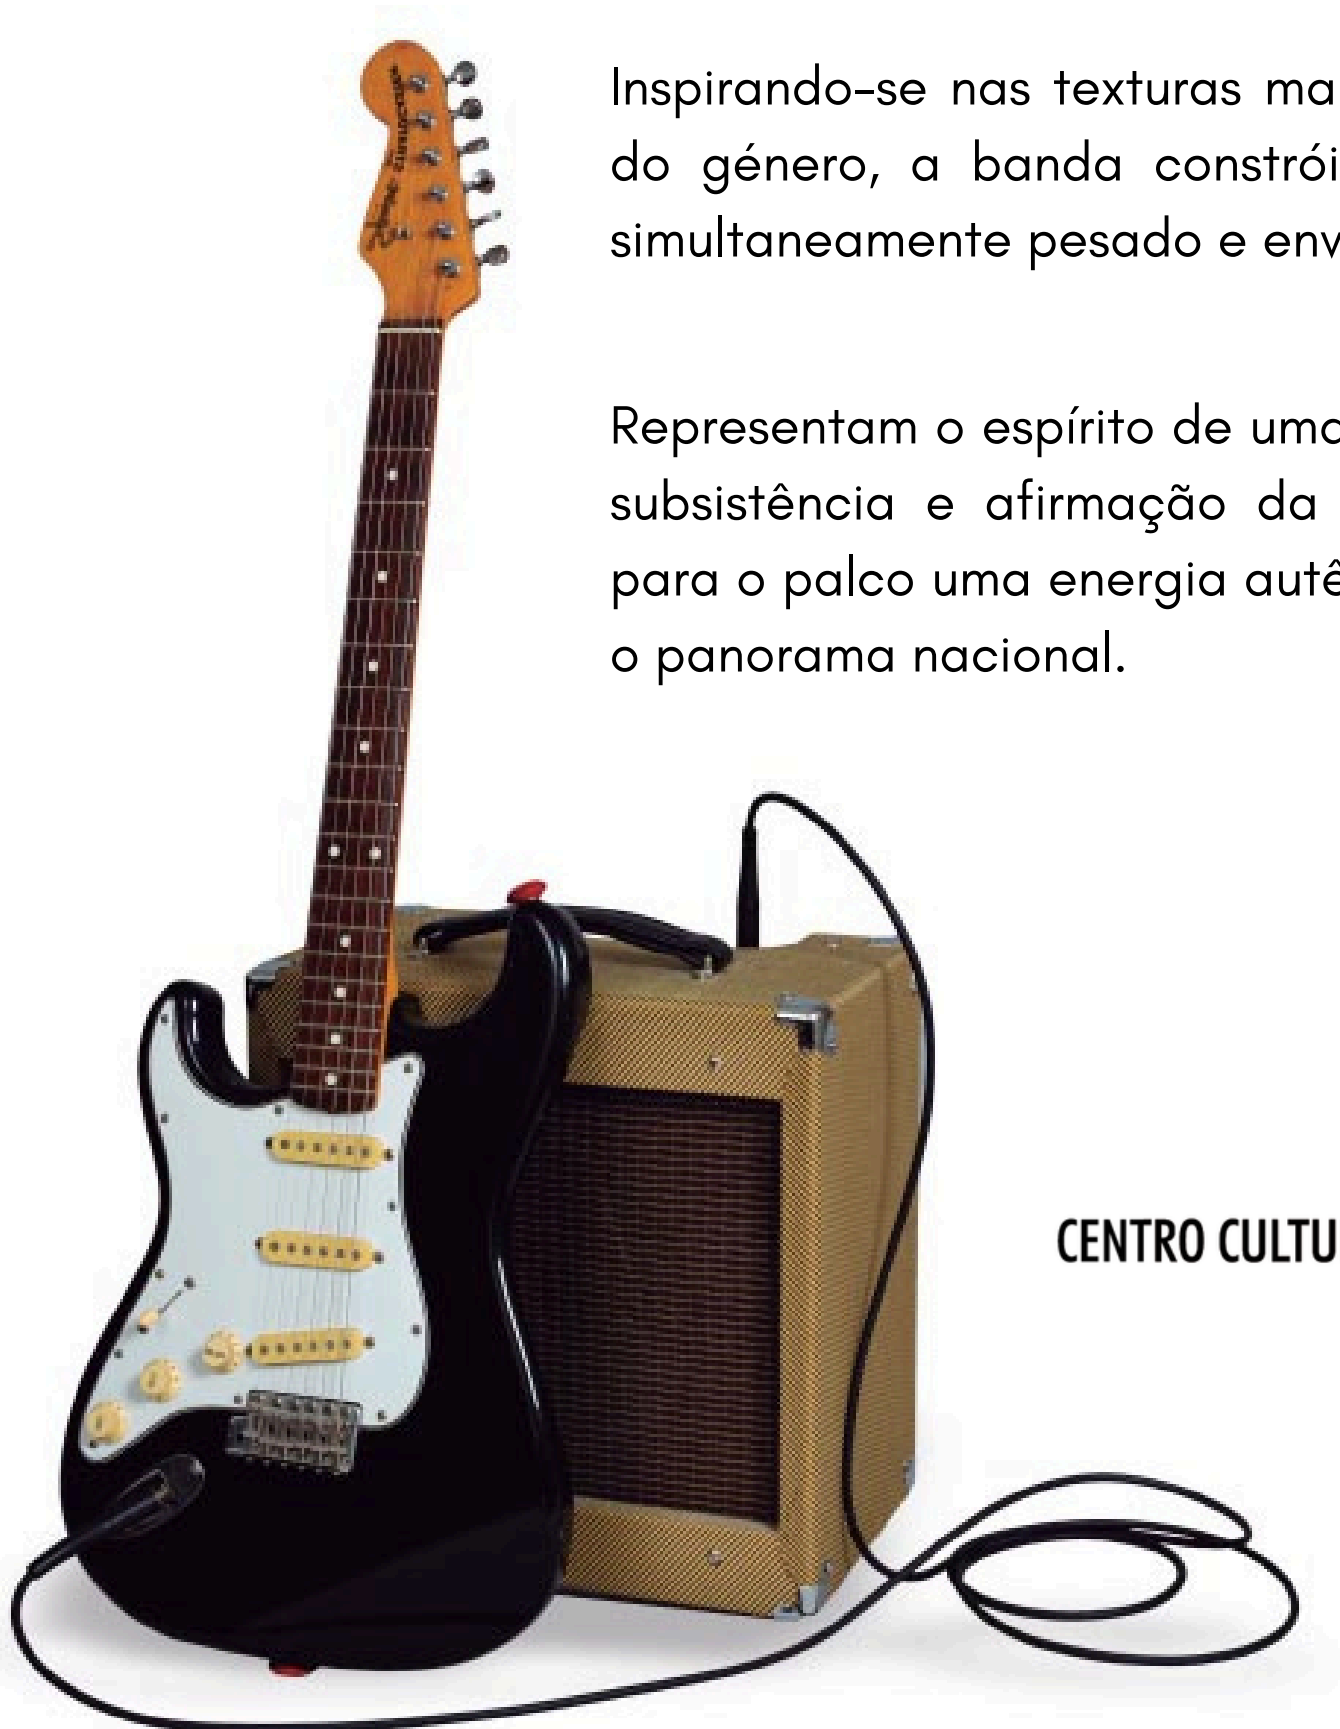 Inspirando-se nas texturas ma
do género, a banda constrói
simultaneamente pesado e env
Representam o espírito de uma
subsistência e afirmação da
para o palco uma energia autê
o panorama nacional.
CENTRO CULTU